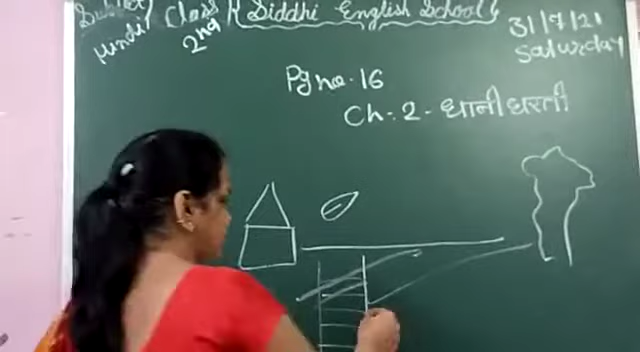 Subject Class
Siddhi English School
Hindi 2nd
31/7/21
Saturday
Pg no. 16
Ch: 2 - धानी धरती